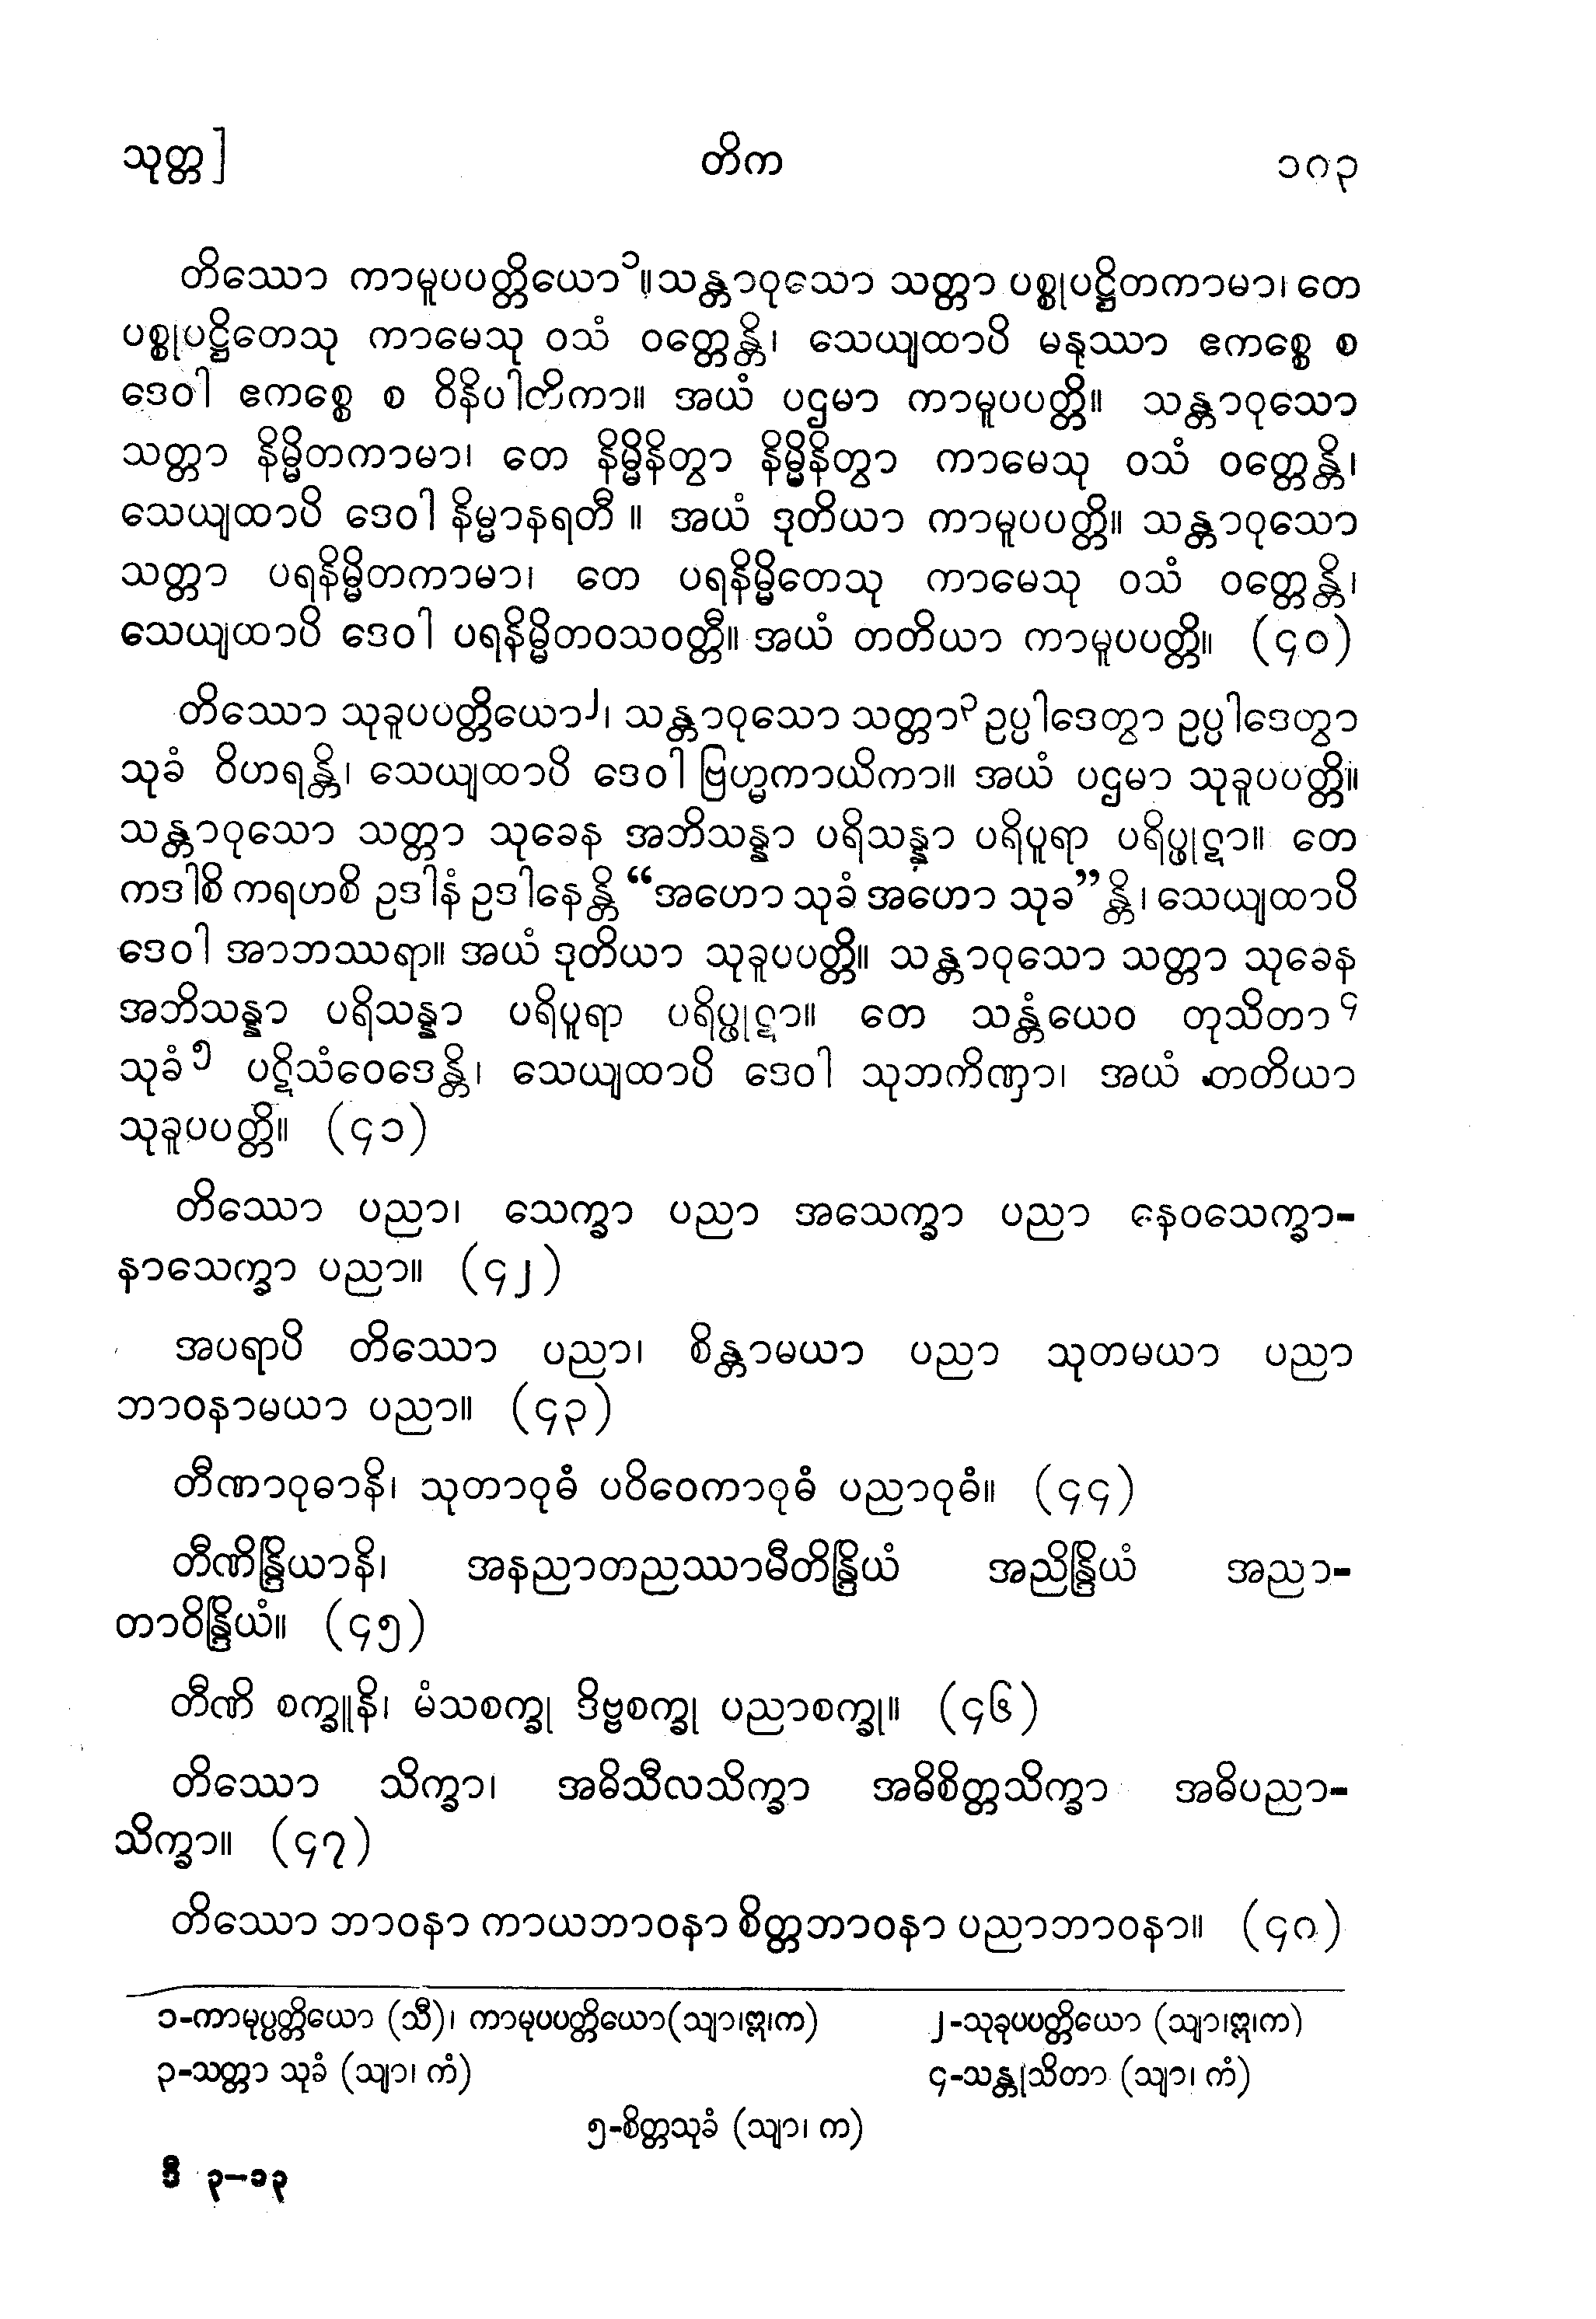 သုတ္တ] တိက ၁၈၃
တိဿော ကာမူပပတ္တိယော၁။ သန္တာဝုသော သတ္တာ ပစ္စုပဋ္ဌိတကာမာ၊ တေ
ပစ္စုပဋ္ဌိတေသု ကာမေသု ဝသံ ဝတ္တေန္တိ၊ သေယျထာပိ မနုဿာ ဧကစ္စေ စ
ဒေဝါ ဧကစ္စေ စ ဝိနိပါတိကာ။ အယံ ပဌမာ ကာမူပပတ္တိ။ သန္တာဝုသော
သတ္တာ နိမ္မိတကာမာ၊ တေ နိမ္မိနိတွာ နိမ္မိနိတွာ ကာမေသု ဝသံ ဝတ္တေန္တိ၊
သေယျထာပိ ဒေဝါ နိမ္မာနရတီ ။ အယံ ဒုတိယာ ကာမူပပတ္တိ။ သန္တာဝုသော
သတ္တာ ပရနိမ္မိတကာမာ၊ တေ ပရနိမ္မိတေသု ကာမေသု ဝသံ ဝတ္တေန္တိ၊
သေယျထာပိ ဒေဝါ ပရနိမ္မိတဝသဝတ္တီ။ အယံ တတိယာ ကာမူပပတ္တိ။ (၄၀)
တိဿော သုခူပပတ္တိယော၂၊ သန္တာဝုသော သတ္တာ၃ ဥပ္ပါဒေတွာ ဥပ္ပါဒေတွာ
သုခံ ဝိဟရန္တိ၊ သေယျထာပိ ဒေဝါ ဗြဟ္မကာယိကာ။ အယံ ပဌမာ သုခူပပတ္တိ။
သန္တာဝုသော သတ္တာ သုခေန အဘိသန္နာ ပရိသန္နာ ပရိပူရာ ပရိပ္ဖုဋာ။ တေ
ကဒါစိ ကရဟစိ ဥဒါနံ ဥဒါနေန္တိ “အဟော သုခံ အဟော သုခ”န္တိ၊ သေယျထာပိ
ဒေဝါ အာဘဿရာ။ အယံ ဒုတိယာ သုခူပပတ္တိ။ သန္တာဝုသော သတ္တာ သုခေန
အဘိသန္နာ ပရိသန္နာ ပရိပူရာ ပရိပ္ဖုဋာ။ တေ သန္တံယေဝ တုသိတာ၄
သုခံ၅ ပဋိသံဝေဒေန္တိ၊ သေယျထာပိ ဒေဝါ သုဘကိဏှာ၊ အယံ တတိယာ
သုခူပပတ္တိ။ (၄၁)
တိဿော ပညာ၊ သေက္ခာ ပညာ အသေက္ခာ ပညာ နေဝသေက္ခာ-
နာသေက္ခာ ပညာ။ (၄၂)
အပရာပိ တိဿော ပညာ၊ စိန္တာမယာ ပညာ သုတမယာ ပညာ
ဘာဝနာမယာ ပညာ။ (၄၃)
တီဏာဝုဓာနိ၊ သုတာဝုဓံ ပဝိဝေကာဝုဓံ ပညာဝုဓံ။ (၄၄)
တီဏိန္ဒြိယာနိ၊ အနညာတညဿာမီတိန္ဒြိယံ အညိန္ဒြိယံ အညာ-
တာဝိန္ဒြိယံ။ (၄၅)
တီဏိ စက္ခူနိ၊ မံသစက္ခု ဒိဗ္ဗစက္ခု ပညာစက္ခု။ (၄၆)
တိဿော သိက္ခာ၊ အဓိသီလသိက္ခာ အဓိစိတ္တသိက္ခာ အဓိပညာ-
သိက္ခာ။ (၄၇)
တိဿော ဘာဝနာ ကာယဘာဝနာ စိတ္တဘာဝနာ ပညာဘာဝနာ။ (၄၈)
၁-ကာမုပ္ပတ္တိယော (သီ)၊ ကာမုပပတ္တိယော(သျာ၊ဣ၊က) ၂-သုခုပပတ္တိယော (သျာ၊ဣ၊က)
၃-သတ္တာ သုခံ (သျာ၊ ကံ) ၄-သန္တုသိတာ (သျာ၊ ကံ)
၅-စိတ္တသုခံ (သျာ၊ က)
ဒီ ၃–၁၃